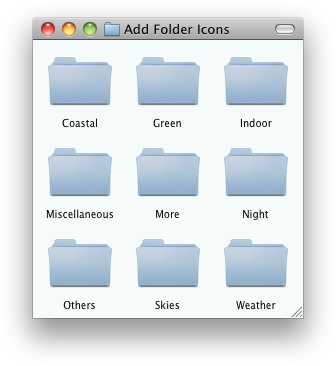 Add Folder Icons
Coastal Green Indoor
Miscellaneous More Night
Others Skies Weather